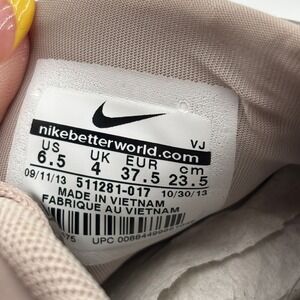 VJ
nikebetterworld.com
US UK EUR cm
6.5 4 37.5 23.5
09/11/13 511281-017 10/30/13
MADE IN VIETNAM
FABRIQUE AU VIETNAM